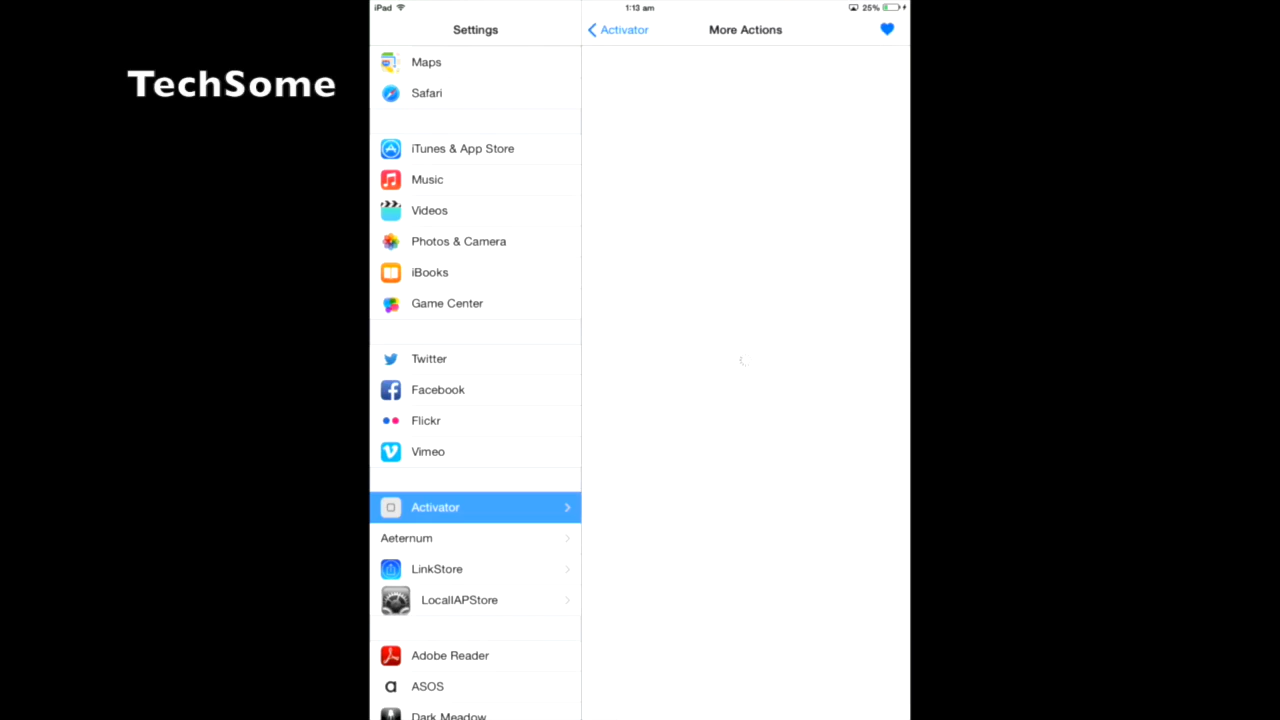 iPad
1:13 am
25%
Settings
Activator
More Actions
TechSome
Maps
Safari
iTunes & App Store
Music
Videos
Photos & Camera
iBooks
Game Center
Twitter
Facebook
Flickr
Vimeo
Activator
Aeternum
LinkStore
LocalIAPStore
Adobe Reader
ASOS
Dark Meadow